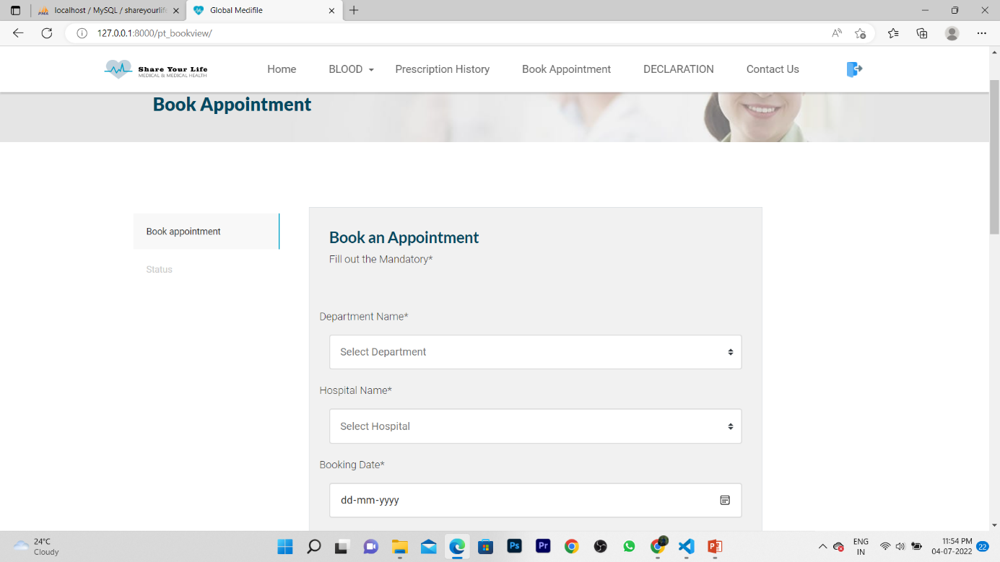 localhost / MySQL / shareyourlife
Global Medifile
127.0.0.1:8000/pt_bookview/
Share Your Life
MEDICAL & MEDICAL HEALTH
Home
BLOOD
Prescription History
Book Appointment
DECLARATION
Contact Us
Book Appointment
Book appointment
Status
Book an Appointment
Fill out the Mandatory*
Department Name*
Select Department
Hospital Name*
Select Hospital
Booking Date*
dd-mm-yyyy
24°C
Cloudy
Ps
Pr
ENG
IN
11:54 PM
04-07-2022
22